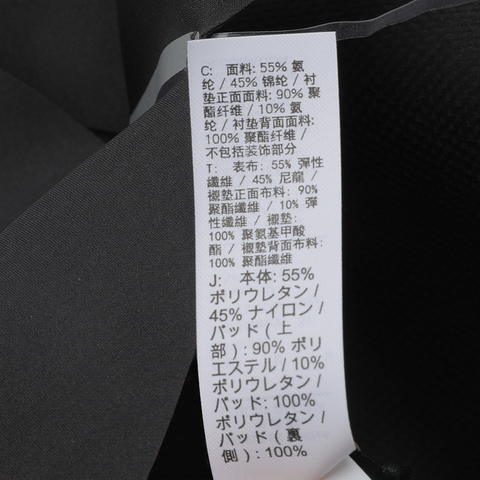 C: 面料: 55% 氨
纶 / 45% 锦纶 / 衬
垫正面面料: 90% 聚
酯纤维 / 10% 氨
纶 / 衬垫背面面料:
100% 聚酯纤维 /
不包括装饰部分
T: 表布: 55% 彈性
纖維 / 45% 尼龍 /
襯墊正面布料: 90%
聚酯纖維 / 10% 彈
性纖維 / 襯墊:
100% 聚氨基甲酸
酯 / 襯墊背面布料:
100% 聚酯纖維
J: 本体: 55%
ポリウレタン /
45% ナイロン /
パッド ( 上
部 ) : 90% ポリ
エステル / 10%
ポリウレタン /
パッド: 100%
ポリウレタン /
パッド ( 裏
側 ) : 100%